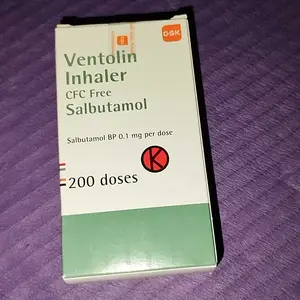 GSK
Ventolin
Inhaler
CFC Free
Salbutamol
Salbutamol BP 0.1 mg per dose
K
200 doses